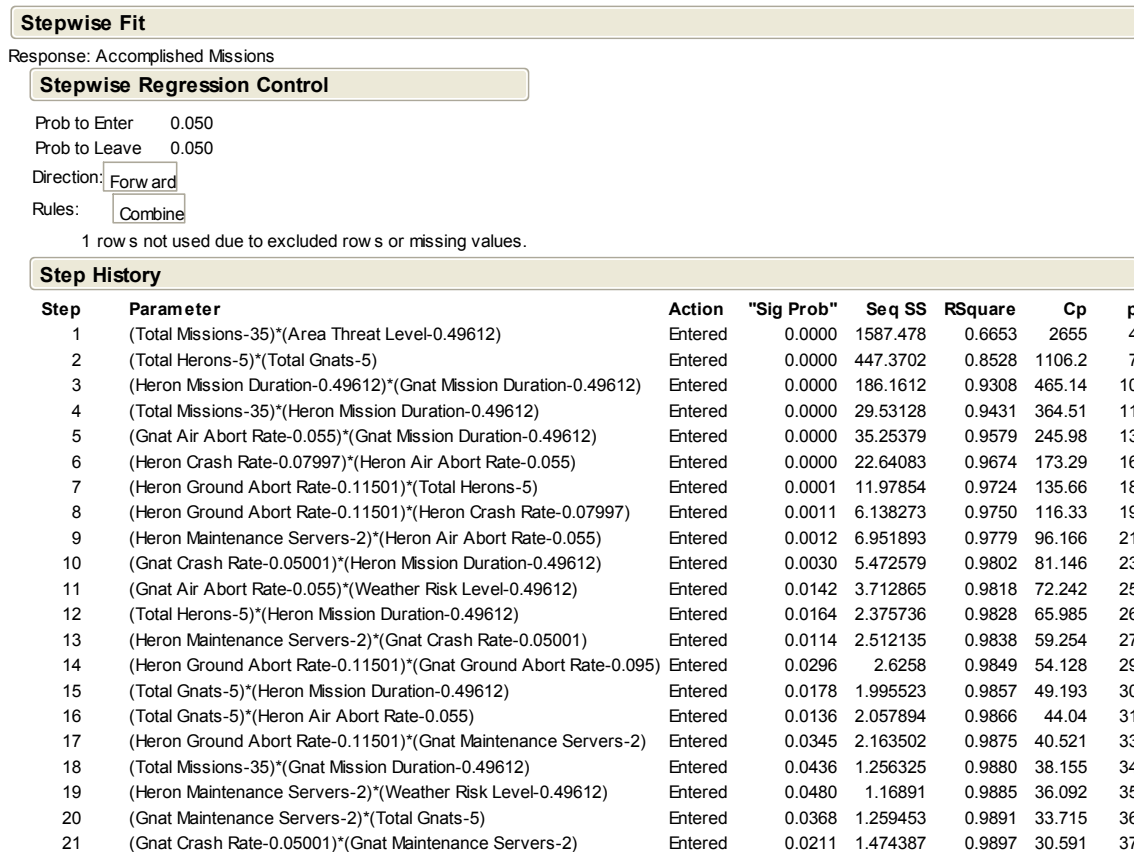 Stepwise Fit
Response: Accomplished Missions
Stepwise Regression Control
Prob to Enter 0.050
Prob to Leave 0.050
Direction: Forward
Rules: Combine
1 rows not used due to excluded rows or missing values.
Step History
Step Parameter Action "Sig Prob" Seq SS RSquare Cp p
1 (Total Missions-35)*(Area Threat Level-0.49612) Entered 0.0000 1587.478 0.6653 2655 4
2 (Total Herons-5)*(Total Gnats-5) Entered 0.0000 447.3702 0.8528 1106.2 7
3 (Heron Mission Duration-0.49612)*(Gnat Mission Duration-0.49612) Entered 0.0000 186.1612 0.9308 465.14 10
4 (Total Missions-35)*(Heron Mission Duration-0.49612) Entered 0.0000 29.53128 0.9431 364.51 11
5 (Gnat Air Abort Rate-0.055)*(Gnat Mission Duration-0.49612) Entered 0.0000 35.25379 0.9579 245.98 13
6 (Heron Crash Rate-0.07997)*(Heron Air Abort Rate-0.055) Entered 0.0000 22.64083 0.9674 173.29 16
7 (Heron Ground Abort Rate-0.11501)*(Total Herons-5) Entered 0.0001 11.97854 0.9724 135.66 18
8 (Heron Ground Abort Rate-0.11501)*(Heron Crash Rate-0.07997) Entered 0.0011 6.138273 0.9750 116.33 19
9 (Heron Maintenance Servers-2)*(Heron Air Abort Rate-0.055) Entered 0.0012 6.951893 0.9779 96.166 21
10 (Gnat Crash Rate-0.05001)*(Heron Mission Duration-0.49612) Entered 0.0030 5.472579 0.9802 81.146 23
11 (Gnat Air Abort Rate-0.055)*(Weather Risk Level-0.49612) Entered 0.0142 3.712865 0.9818 72.242 25
12 (Total Herons-5)*(Heron Mission Duration-0.49612) Entered 0.0164 2.375736 0.9828 65.985 26
13 (Heron Maintenance Servers-2)*(Gnat Crash Rate-0.05001) Entered 0.0114 2.512135 0.9838 59.254 27
14 (Heron Ground Abort Rate-0.11501)*(Gnat Ground Abort Rate-0.095) Entered 0.0296 2.6258 0.9849 54.128 29
15 (Total Gnats-5)*(Heron Mission Duration-0.49612) Entered 0.0178 1.995523 0.9857 49.193 30
16 (Total Gnats-5)*(Heron Air Abort Rate-0.055) Entered 0.0136 2.057894 0.9866 44.04 31
17 (Heron Ground Abort Rate-0.11501)*(Gnat Maintenance Servers-2) Entered 0.0345 2.163502 0.9875 40.521 33
18 (Total Missions-35)*(Gnat Mission Duration-0.49612) Entered 0.0436 1.256325 0.9880 38.155 34
19 (Heron Maintenance Servers-2)*(Weather Risk Level-0.49612) Entered 0.0480 1.16891 0.9885 36.092 35
20 (Gnat Maintenance Servers-2)*(Total Gnats-5) Entered 0.0368 1.259453 0.9891 33.715 36
21 (Gnat Crash Rate-0.05001)*(Gnat Maintenance Servers-2) Entered 0.0211 1.474387 0.9897 30.591 37